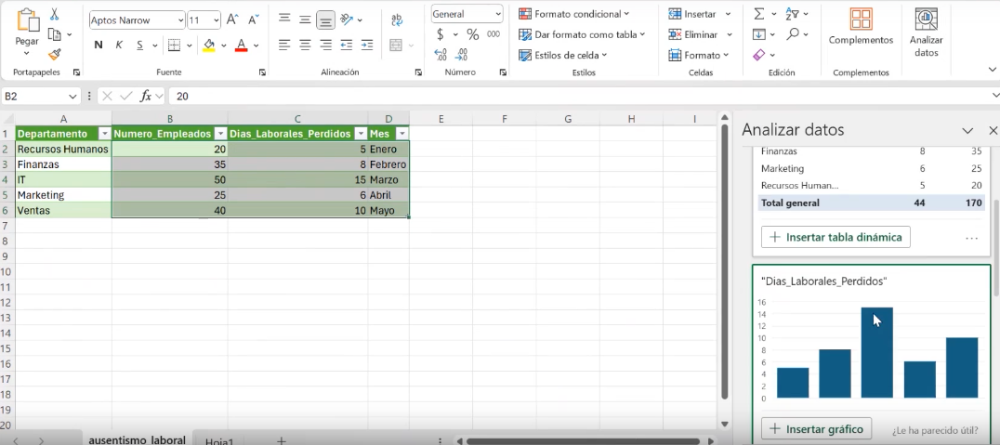 Pegar
Portapapeles
Aptos Narrow 11 A A
N K S A
Fuente
ab
Alineación
General
$ % 000
Número
Formato condicional
Dar formato como tabla
Estilos de celda
Estilos
Insertar
Eliminar
Formato
Celdas
Edición
Complementos
Complementos
Analizar
datos
B2 fx 20
A B C D E F G H I
1 Departamento Numero_Empleados Dias_Laborales_Perdidos Mes
2 Recursos Humanos 20 5 Enero
3 Finanzas 35 8 Febrero
4 IT 50 15 Marzo
5 Marketing 25 6 Abril
6 Ventas 40 10 Mayo
7
8
9
10
11
12
13
14
15
16
17
18
19
20
ausentismo_laboral Hoja1
Analizar datos
Finanzas 8 35
Marketing 6 25
Recursos Human... 5 20
Total general 44 170
Insertar tabla dinámica
"Dias_Laborales_Perdidos"
16
14
12
10
8
6
4
2
0
Insertar gráfico ¿Le ha parecido útil?